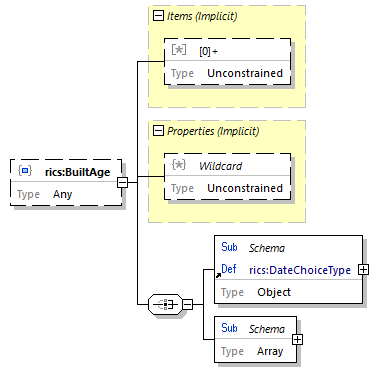 Items (Implicit)
[*] [0]+
Type Unconstrained
Properties (Implicit)
{*} Wildcard
Type Unconstrained
{} rics:BuiltAge
Type Any
Sub Schema
Def rics:DateChoiceType
Type Object
Sub Schema
Type Array